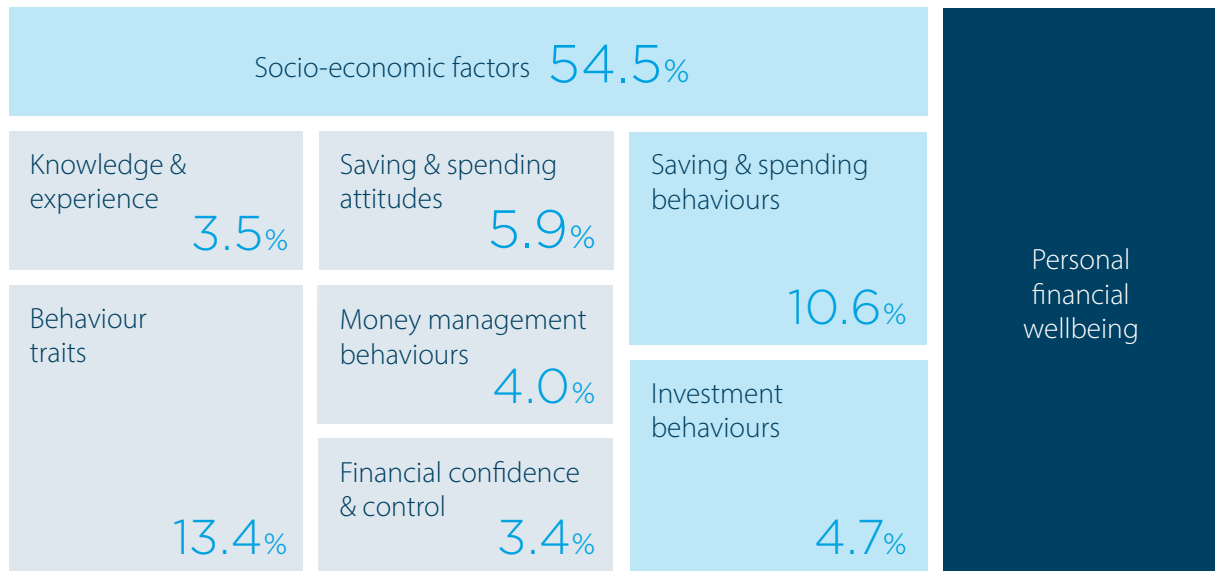 Socio-economic factors 54.5%
Knowledge &
experience
3.5%
Saving & spending
attitudes
5.9%
Saving & spending
behaviours
10.6%
Behaviour
traits
13.4%
Money management
behaviours
4.0%
Financial confidence
& control
3.4%
Investment
behaviours
4.7%
Personal
financial
wellbeing